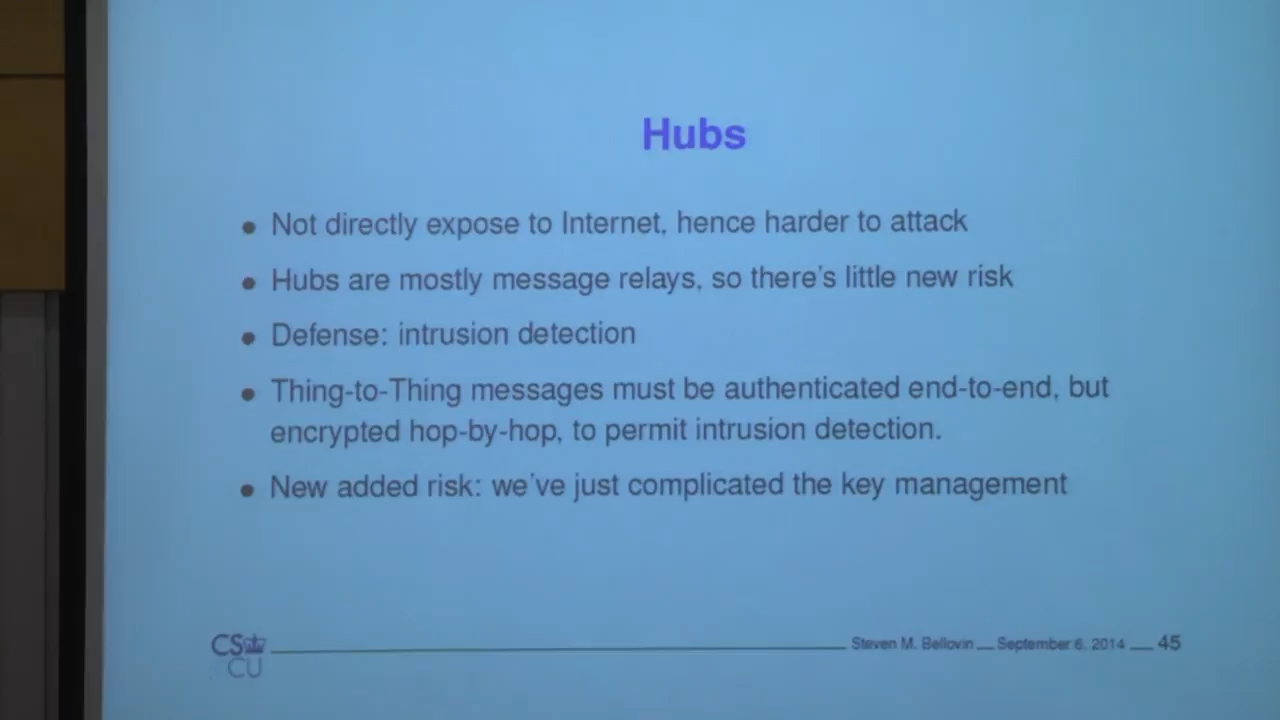 Hubs
• Not directly expose to Internet, hence harder to attack
• Hubs are mostly message relays, so there's little new risk
• Defense: intrusion detection
• Thing-to-Thing messages must be authenticated end-to-end, but
encrypted hop-by-hop, to permit intrusion detection.
• New added risk: we've just complicated the key management
CS
CU
Steven M. Bellovin __ September 6, 2014 __ 45